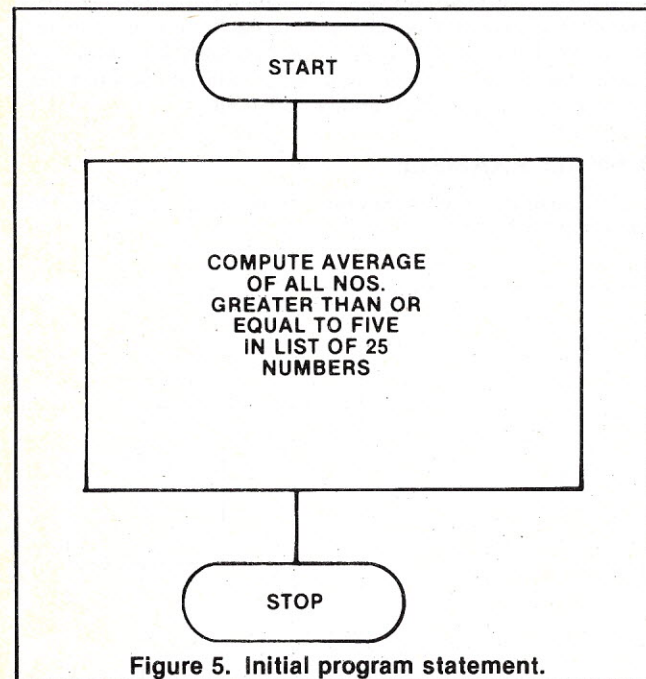 START
COMPUTE AVERAGE
OF ALL NOS.
GREATER THAN OR
EQUAL TO FIVE
IN LIST OF 25
NUMBERS
STOP
Figure 5. Initial program statement.